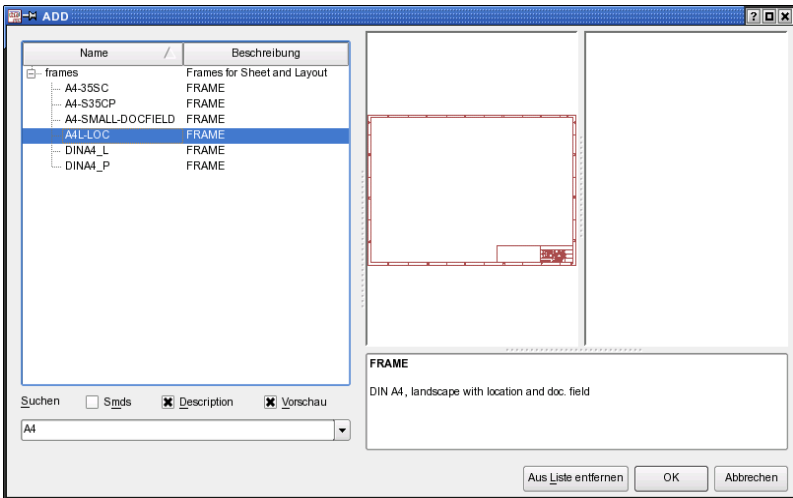 ADD
Name Beschreibung
frames Frames for Sheet and Layout
A4-35SC FRAME
A4-S35CP FRAME
A4-SMALL-DOCFIELD FRAME
A4L-LOC FRAME
DINA4_L FRAME
DINA4_P FRAME
FRAME
DIN A4, landscape with location and doc. field
Suchen Smds Description Vorschau
A4
Aus Liste entfernen OK Abbrechen